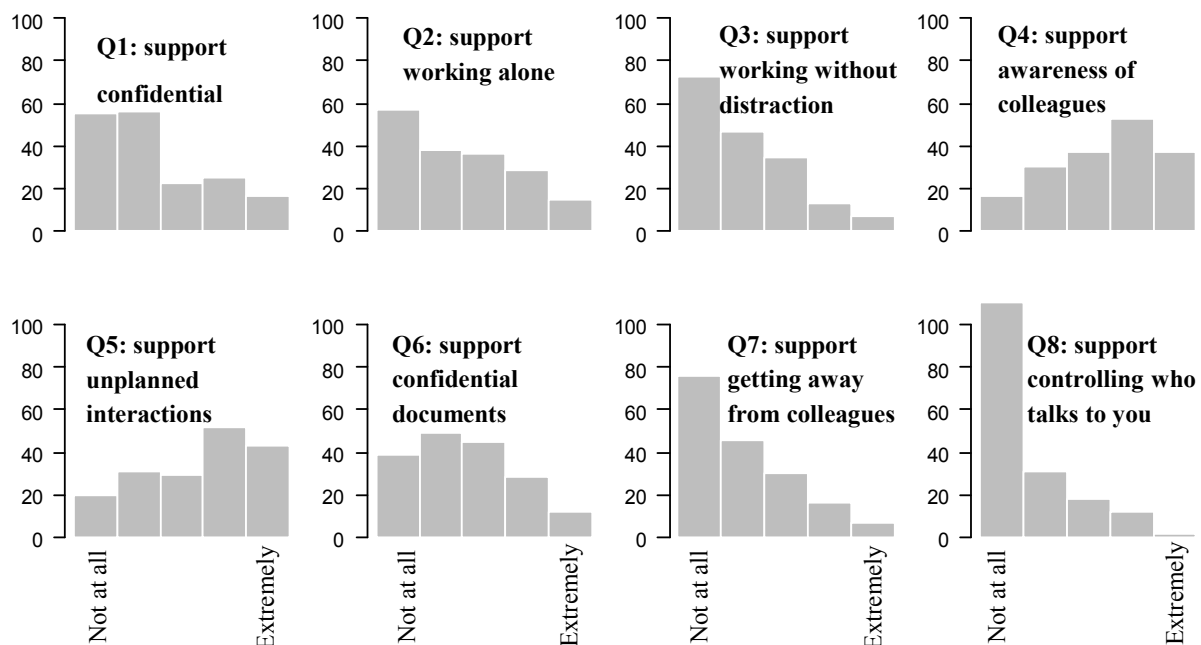 Q1: support
confidential
100
80
60
40
20
0
Q2: support
working alone
100
80
60
40
20
0
Q3: support
working without
distraction
100
80
60
40
20
0
Q4: support
awareness of
colleagues
100
80
60
40
20
0
Q5: support
unplanned
interactions
100
80
60
40
20
0
Not at all
Extremely
Q6: support
confidential
documents
100
80
60
40
20
0
Not at all
Extremely
Q7: support
getting away
from colleagues
100
80
60
40
20
0
Not at all
Extremely
Q8: support
controlling who
talks to you
100
80
60
40
20
0
Not at all
Extremely